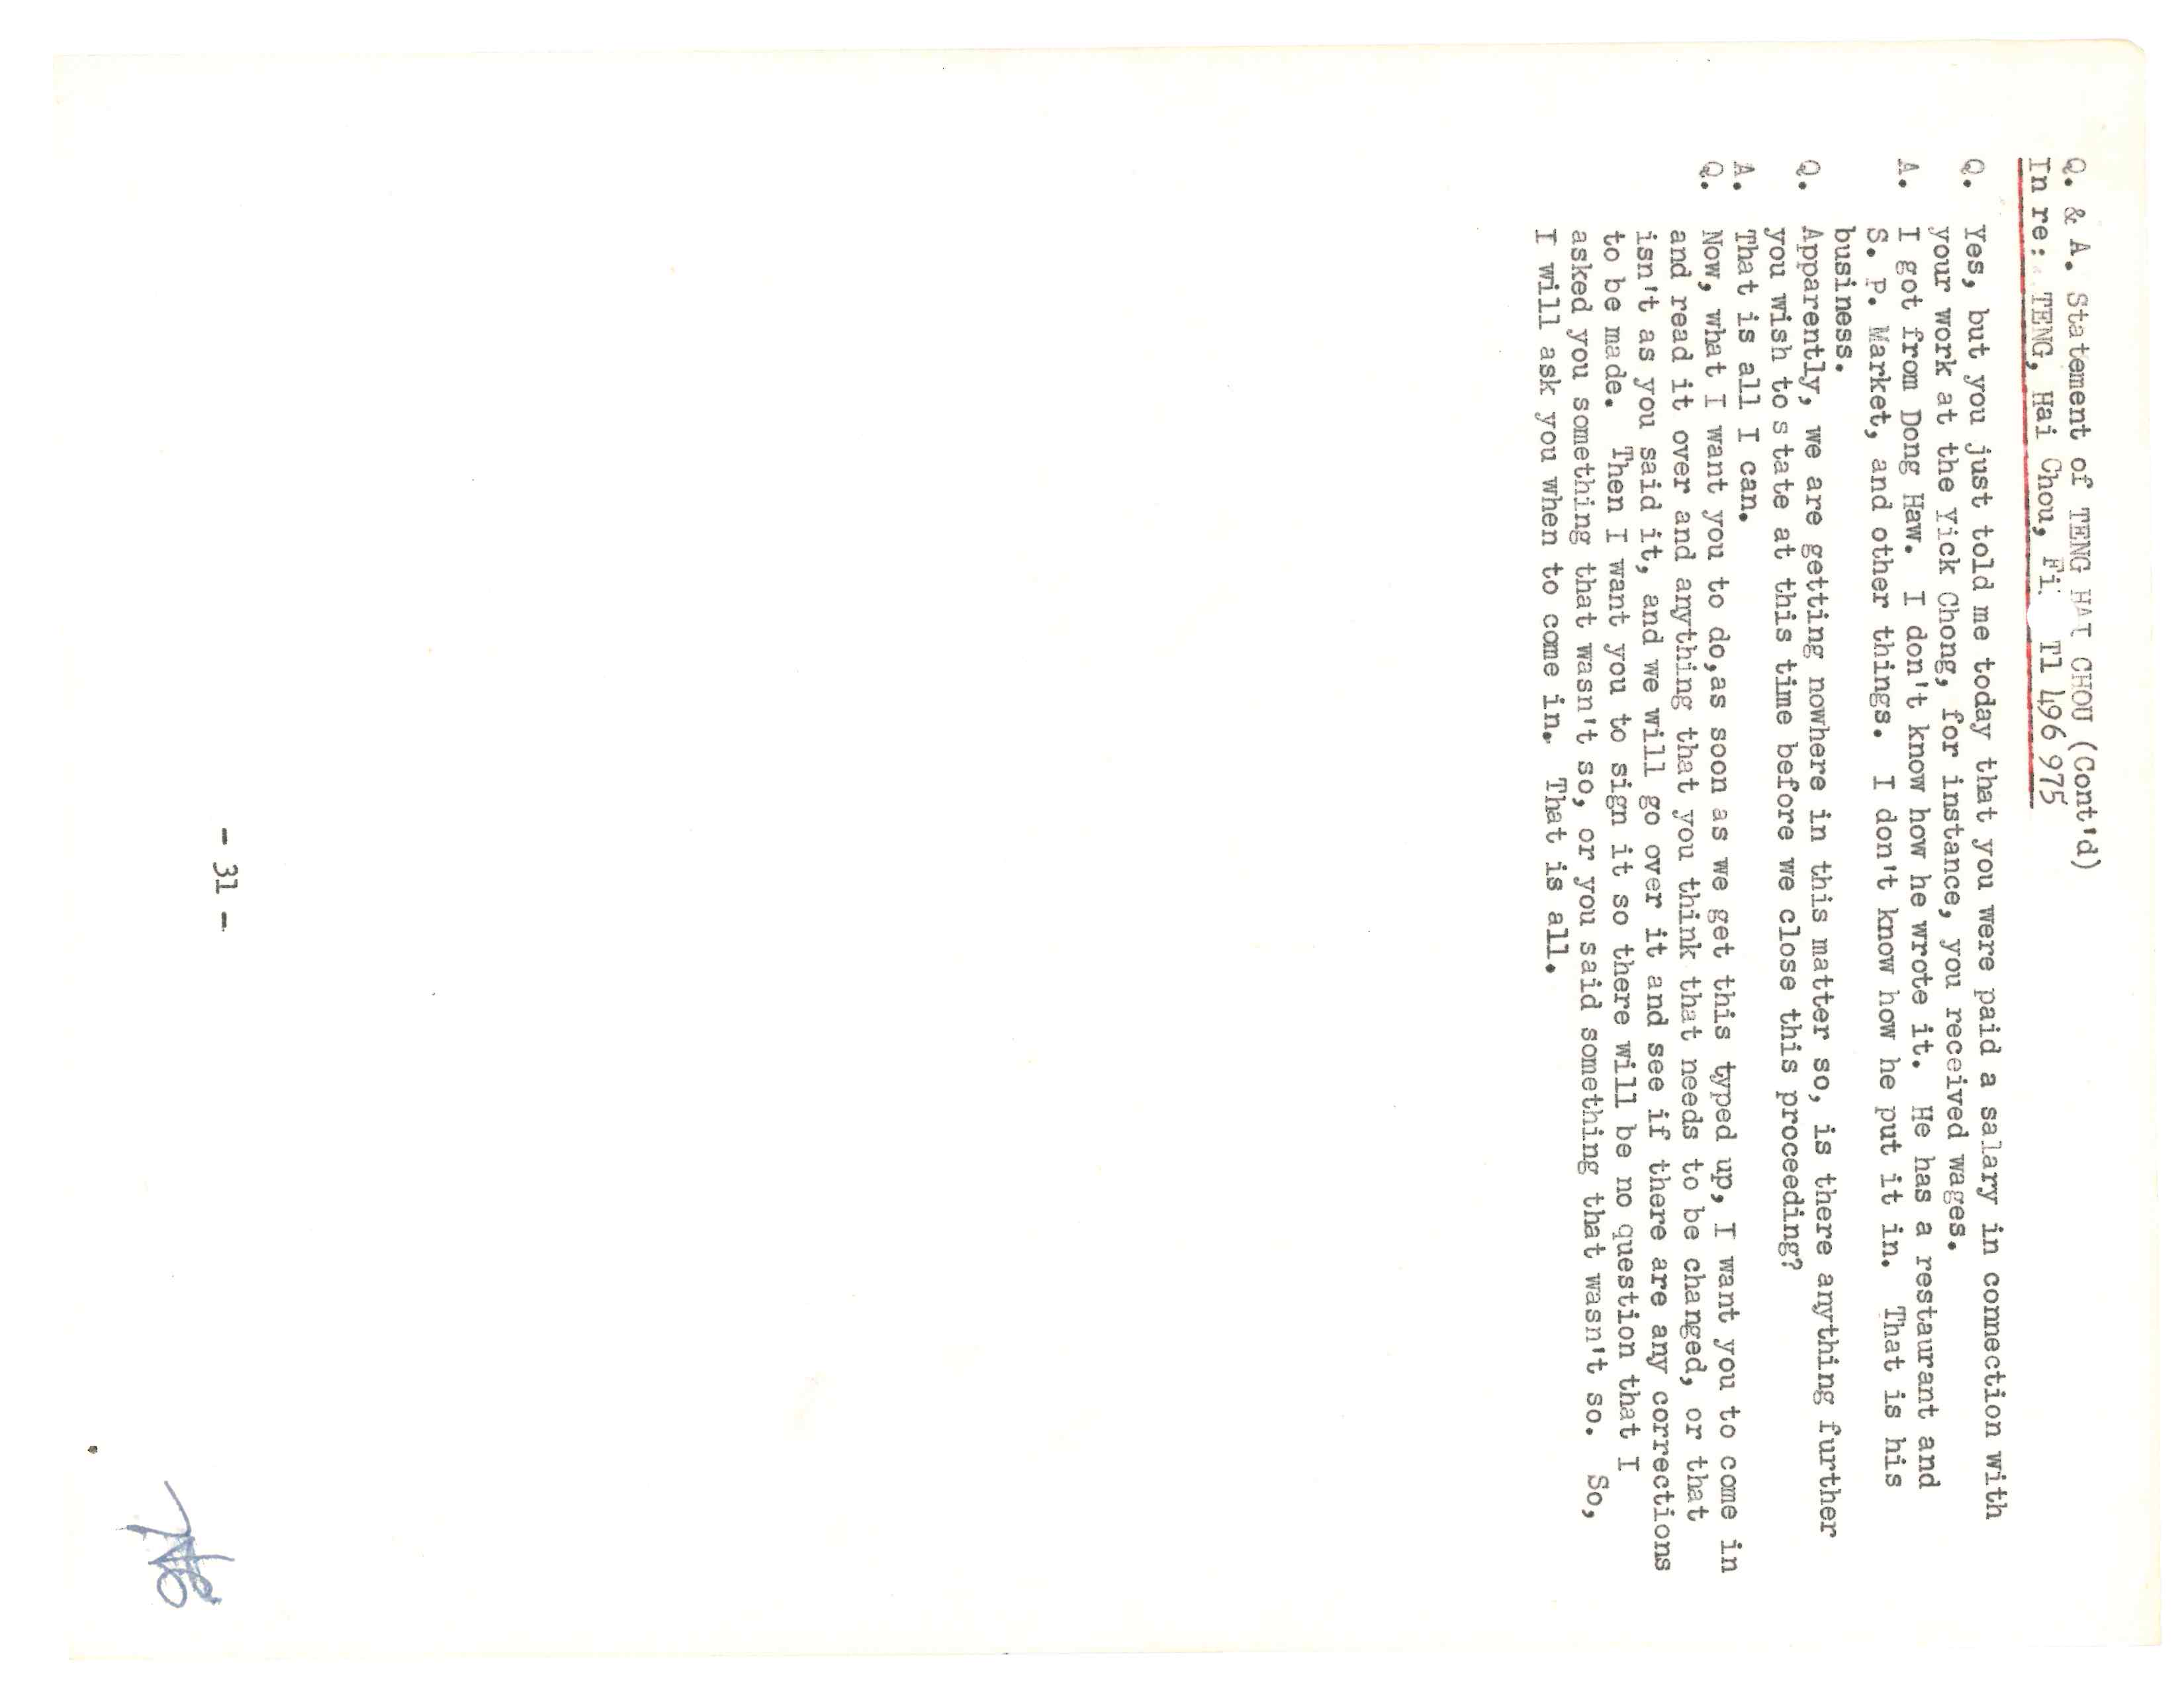 Q. & A. Statement of TENG HAI CHOU (Cont'd)
In re: TENG, Hai Chou, Fi. T1 496 975
Q. Yes, but you just told me today that you were paid a salary in connection with
your work at the Yick Chong, for instance, you received wages.
A. I got from Dong Haw. I don't know how he wrote it. He has a restaurant and
S. P. Market, and other things. I don't know how he put it in. That is his
business.
Q. Apparently, we are getting nowhere in this matter so, is there anything further
you wish to state at this time before we close this proceeding?
A. That is all I can.
Q. Now, what I want you to do,as soon as we get this typed up, I want you to come in
and read it over and anything that you think that needs to be changed, or that
isn't as you said it, and we will go over it and see if there are any corrections
to be made. Then I want you to sign it so there will be no question that I
asked you something that wasn't so, or you said something that wasn't so. So,
I will ask you when to come in. That is all.
- 31 -